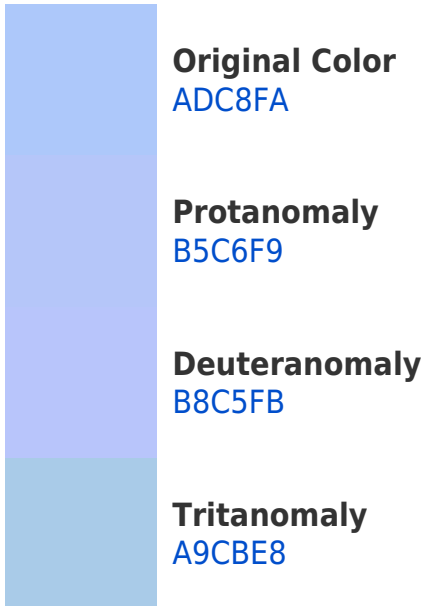 Original Color
ADC8FA
Protanomaly
B5C6F9
Deuteranomaly
B8C5FB
Tritanomaly
A9CBE8